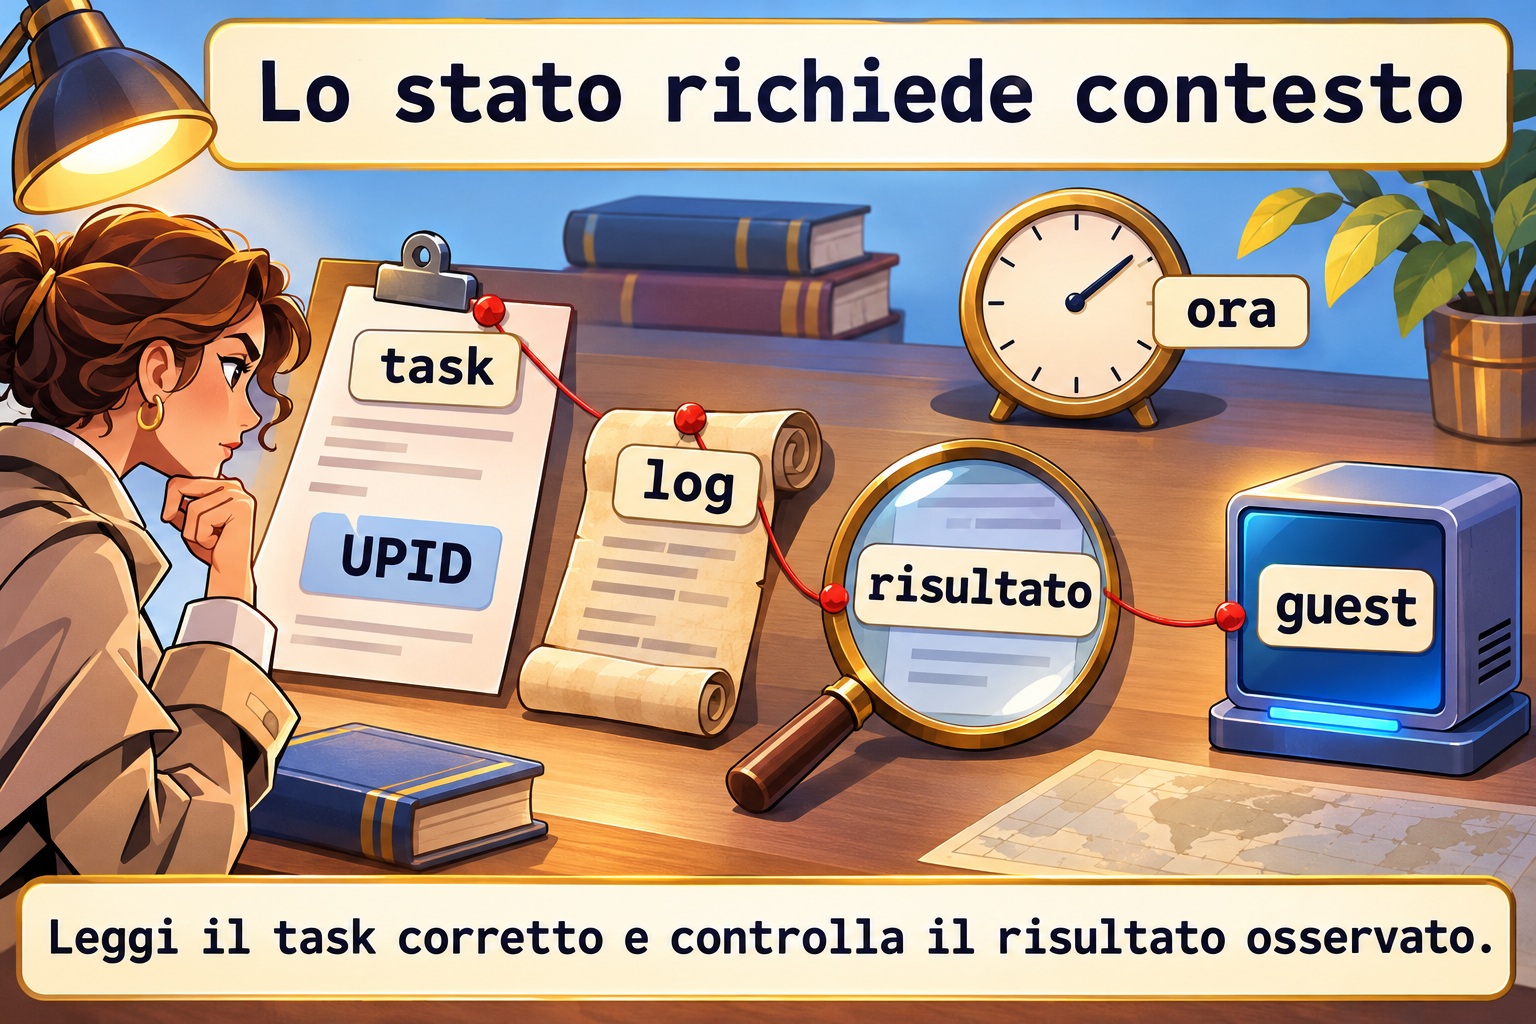 Lo stato richiede contesto
ora
task
log
UPID
risultato
guest
Leggi il task corretto e controlla il risultato osservato.